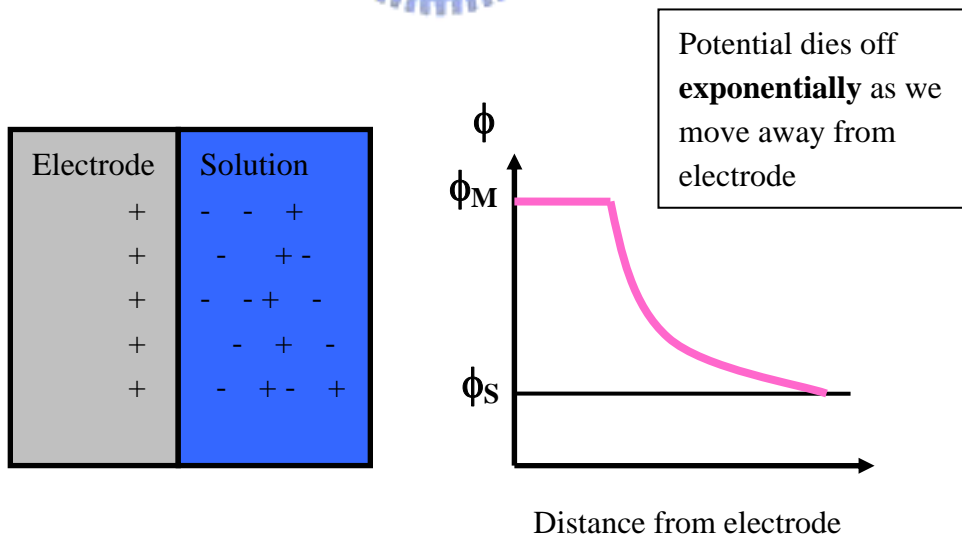 Potential dies off
exponentially as we
move away from
electrode
Electrode Solution
+ - - +
+ - + -
+ - - + -
+ - + -
+ - + - +
ϕ
ϕM
ϕS
Distance from electrode